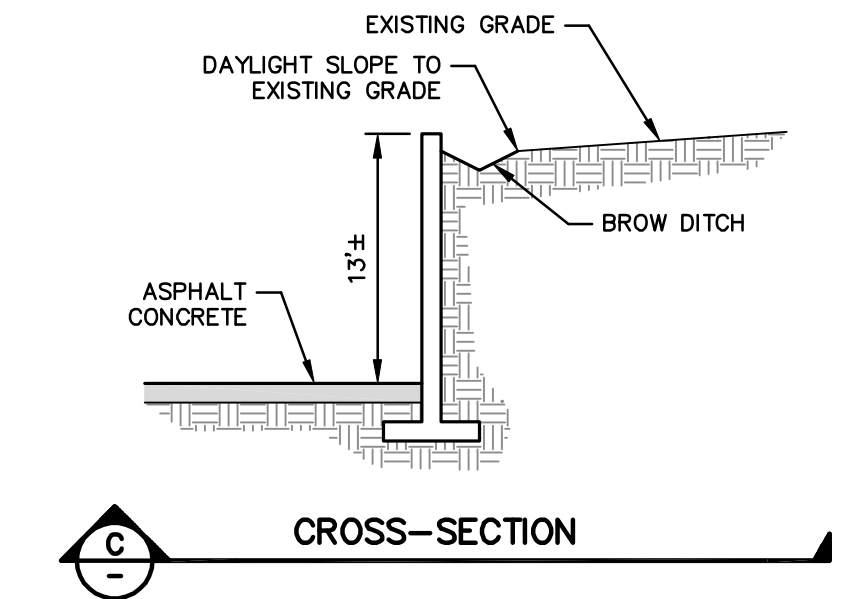 EXISTING GRADE
DAYLIGHT SLOPE TO
EXISTING GRADE
BROW DITCH
13'±
ASPHALT
CONCRETE
CROSS-SECTION
C
-